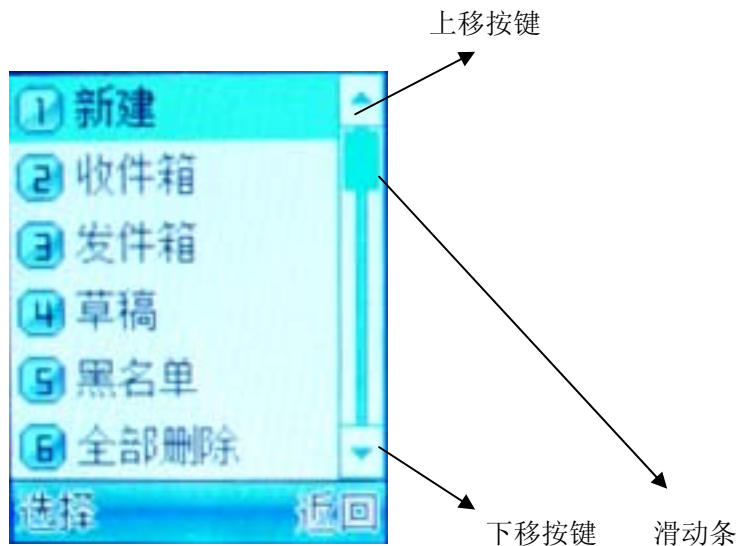 上移按键
1 新建
2 收件箱
3 发件箱
4 草稿
5 黑名单
6 全部删除
选择 返回
下移按键 滑动条